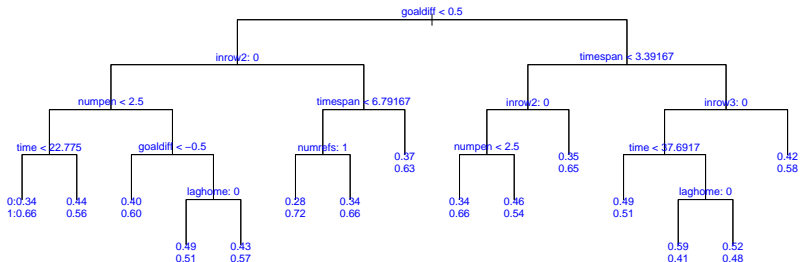 goaldiff < 0.5
inrow2: 0
timespan < 3.39167
numpen < 2.5
timespan < 6.79167
inrow2: 0
inrow3: 0
time < 22.775
goaldiff < −0.5
numrefs: 1
0.37
0.63
numpen < 2.5
0.35
0.65
time < 37.6917
0.42
0.58
0:0.34
1:0.66
0.44
0.56
0.40
0.60
laghome: 0
0.28
0.72
0.34
0.66
0.34
0.66
0.46
0.54
0.49
0.51
laghome: 0
0.49
0.51
0.43
0.57
0.59
0.41
0.52
0.48